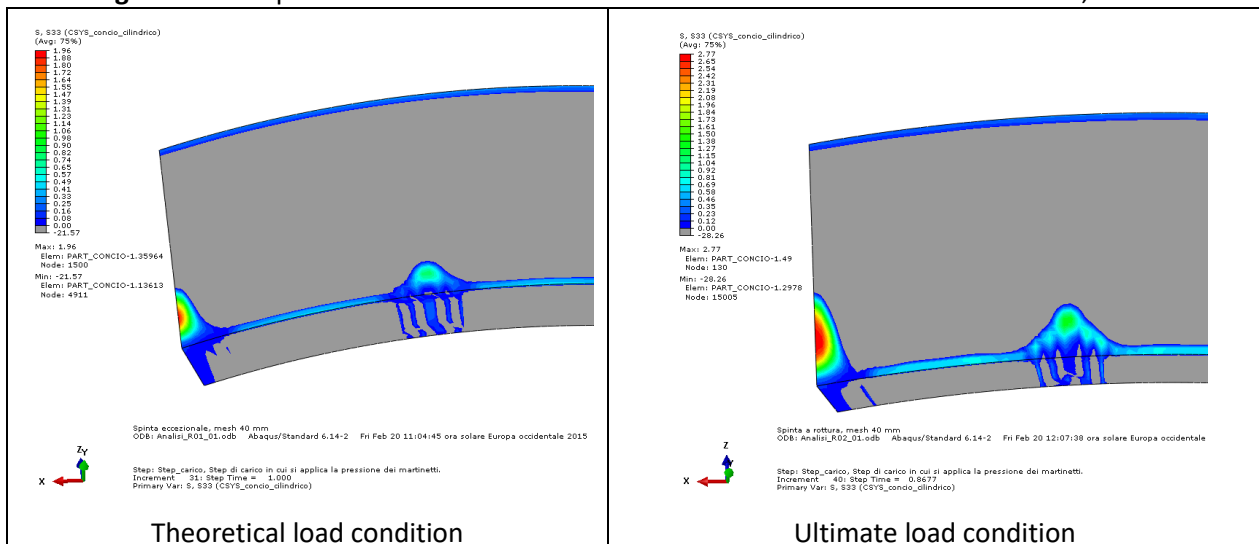 S, S33 (CSYS_concio_cilindrico)
(Avg: 75%)
1.96
1.88
1.80
1.72
1.64
1.55
1.47
1.39
1.31
1.23
1.14
1.06
0.98
0.90
0.82
0.74
0.65
0.57
0.49
0.41
0.33
0.25
0.16
0.08
0.00
-21.57
Max: 1.96
Elem: PART_CONCIO-1.35964
Node: 1500
Min: -21.57
Elem: PART_CONCIO-1.13613
Node: 4911
Spinta eccezionale, mesh 40 mm
ODB: Analisi_R01_01.odb Abaqus/Standard 6.14-2 Fri Feb 20 11:04:45 ora solare Europa occidentale 2015
Z
Y
X
Step: Step_carico, Step di carico in cui si applica la pressione dei martinetti.
Increment 31: Step Time = 1.000
Primary Var: S, S33 (CSYS_concio_cilindrico)
Theoretical load condition
S, S33 (CSYS_concio_cilindrico)
(Avg: 75%)
2.77
2.65
2.54
2.42
2.31
2.19
2.08
1.96
1.84
1.73
1.61
1.50
1.38
1.27
1.15
1.04
0.92
0.81
0.69
0.58
0.46
0.35
0.23
0.12
0.00
-28.26
Max: 2.77
Elem: PART_CONCIO-1.49
Node: 130
Min: -28.26
Elem: PART_CONCIO-1.2978
Node: 15005
Spinta a rottura, mesh 40 mm
ODB: Analisi_R02_01.odb Abaqus/Standard 6.14-2 Fri Feb 20 12:07:38 ora solare Europa occidentale
Z
Y
X
Step: Step_carico, Step di carico in cui si applica la pressione dei martinetti.
Increment 40: Step Time = 0.8677
Primary Var: S, S33 (CSYS_concio_cilindrico)
Ultimate load condition